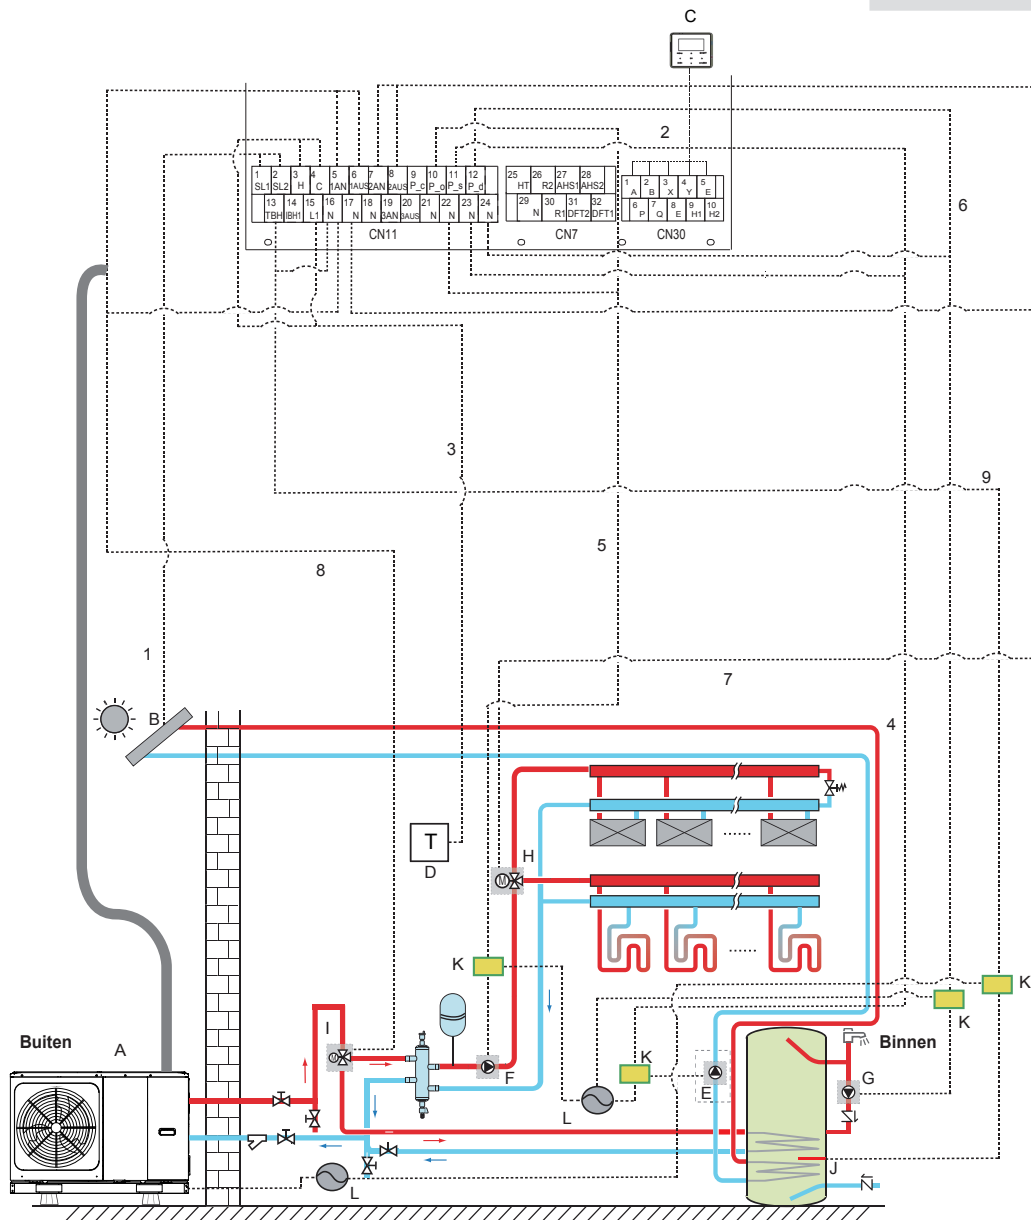 C
2
1 2 3 4 5 6 7 8 9 10 11 12
SL1 SL2 H C 1AN 1AUS 2AN 2AUS P_c P_o P_s P_d
13 14 15 16 17 18 19 20 21 22 23 24
TBH IBH1 L1 N N N 3AN 3AUS N N N N
CN11
25 26 27 28
HT R2 AHS1 AHS2
29 30 31 32
N R1 DFT2 DFT1
CN7
1 2 3 4 5
A B X Y E
6 7 8 9 10
P Q E H1 H2
CN30
6
3
9
5
8
1
7
B
4
T
D
H
M
K
K
K
I
M
Buiten
A
F
K
E
L
G
Binnen
J
L